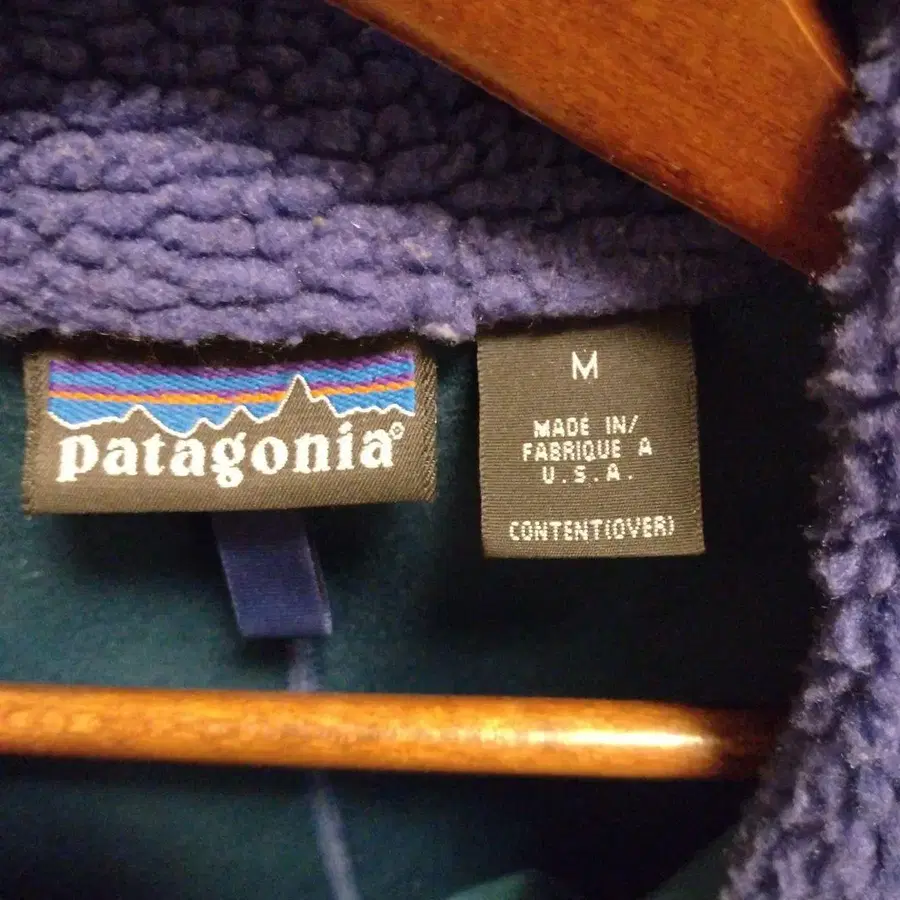 patagonia®
M
MADE IN/
FABRIQUE A
U.S.A.
CONTENT(OVER)